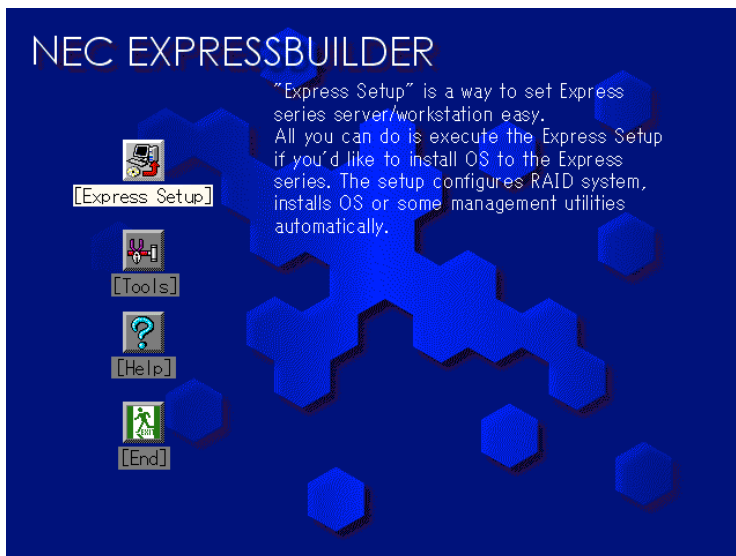 NEC EXPRESSBUILDER
"Express Setup" is a way to set Express
series server/workstation easy.
All you can do is execute the Express Setup
if you'd like to install OS to the Express
series. The setup configures RAID system,
installs OS or some management utilities
automatically.
[Express Setup]
[Tools]
[Help]
EXIT
[End]